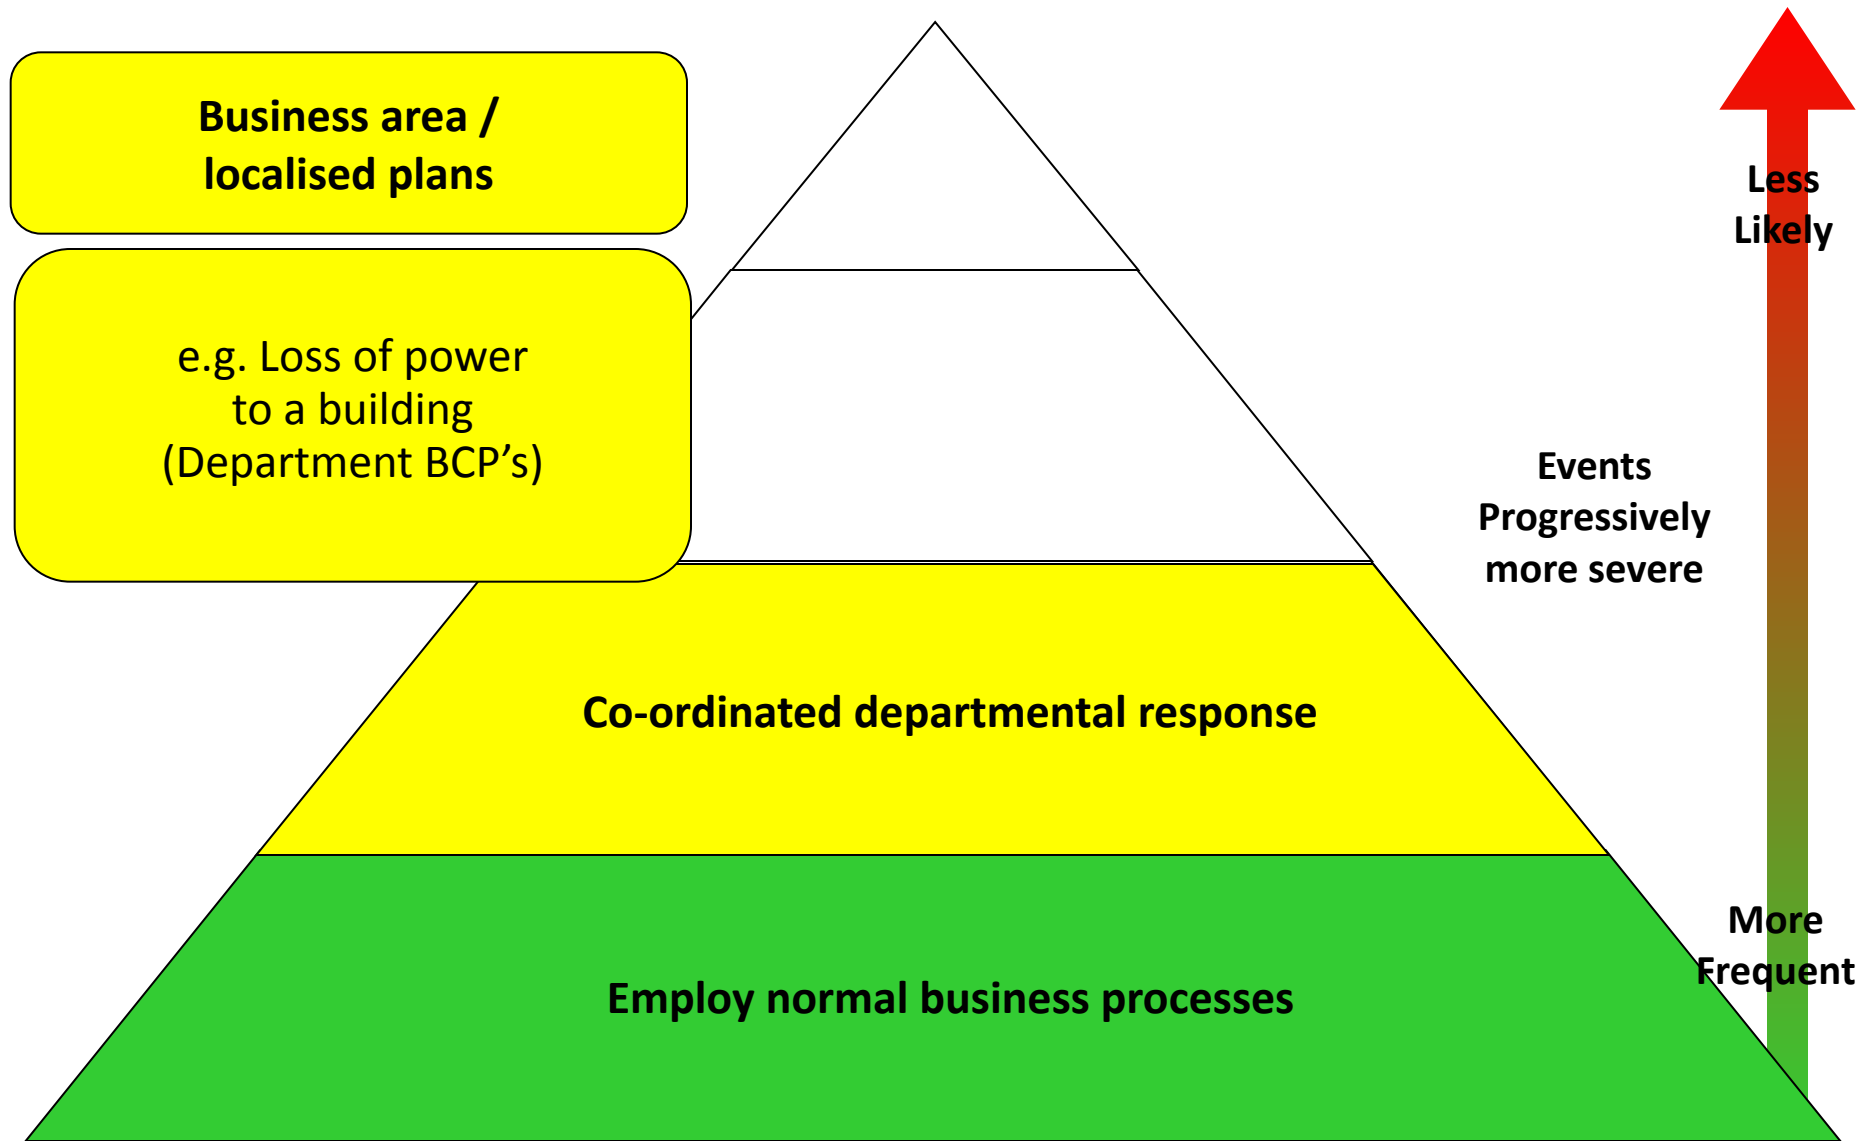 Business area /
localised plans
e.g. Loss of power
to a building
(Department BCP’s)
Less
Likely
Events
Progressively
more severe
Co-ordinated departmental response
More
Frequent
Employ normal business processes